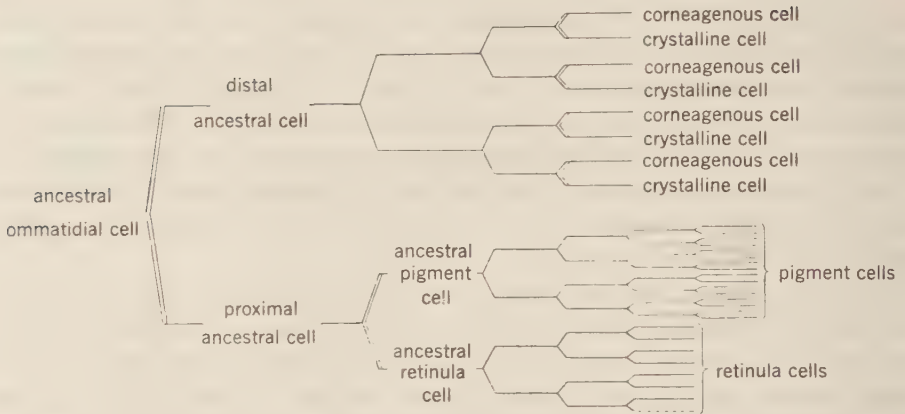 corneagenous cell
crystalline cell
corneagenous cell
crystalline cell
distal
ancestral cell
corneagenous cell
crystalline cell
corneagenous cell
crystalline cell
ancestral
ommatidial cell
ancestral
pigment
cell
pigment cells
proximal
ancestral cell
ancestral
retinula
cell
retinula cells